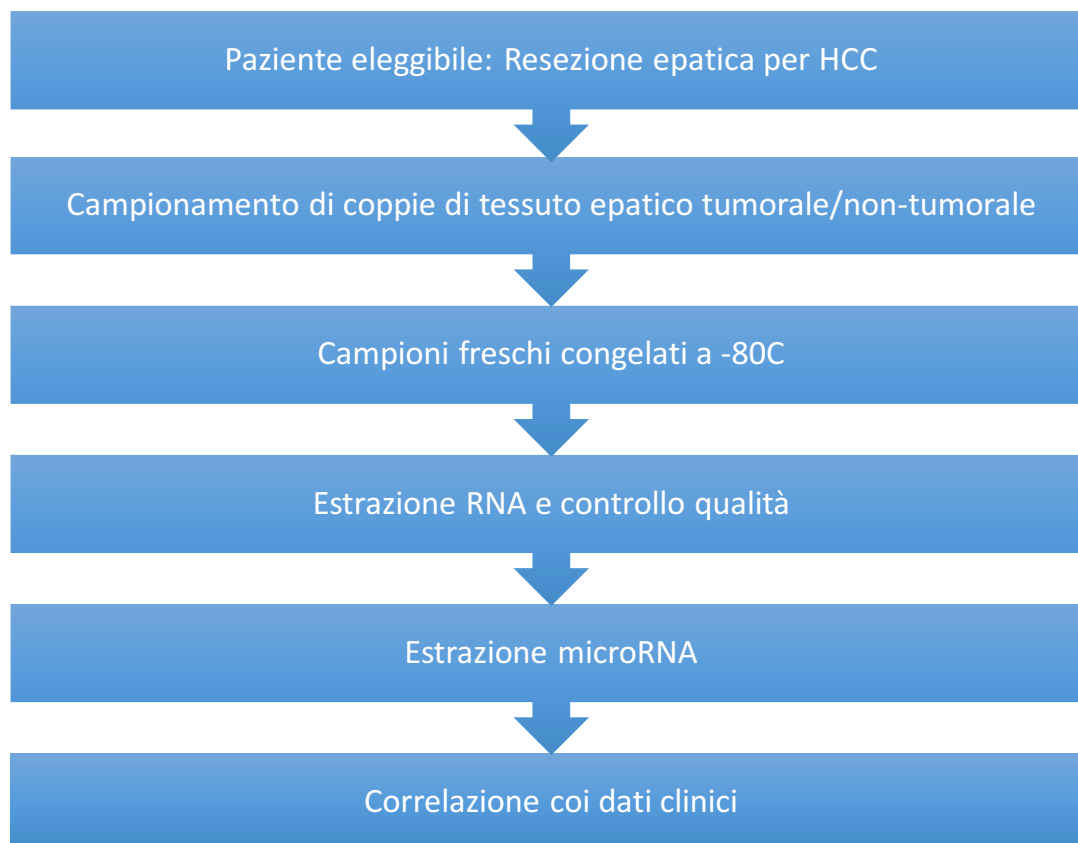 Paziente eleggibile: Resezione epatica per HCC
Campionamento di coppie di tessuto epatico tumorale/non-tumorale
Campioni freschi congelati a -80C
Estrazione RNA e controllo qualità
Estrazione microRNA
Correlazione coi dati clinici